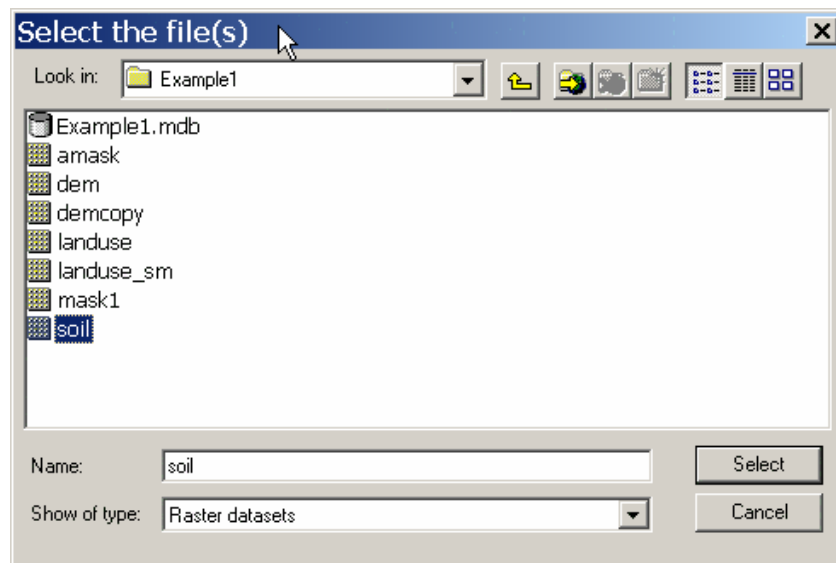 Select the file(s)
Look in: Example1
Example1.mdb
amask
dem
demcopy
landuse
landuse_sm
mask1
soil
Name: soil Select
Show of type: Raster datasets Cancel